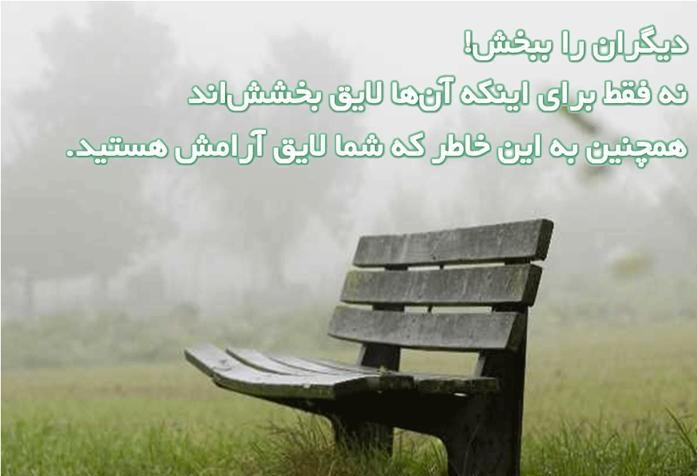 دیگران را ببخش!
نه فقط برای اینکه آن‌ها لایق بخشش‌اند
همچنین به این خاطر که شما لایق آرامش هستید.